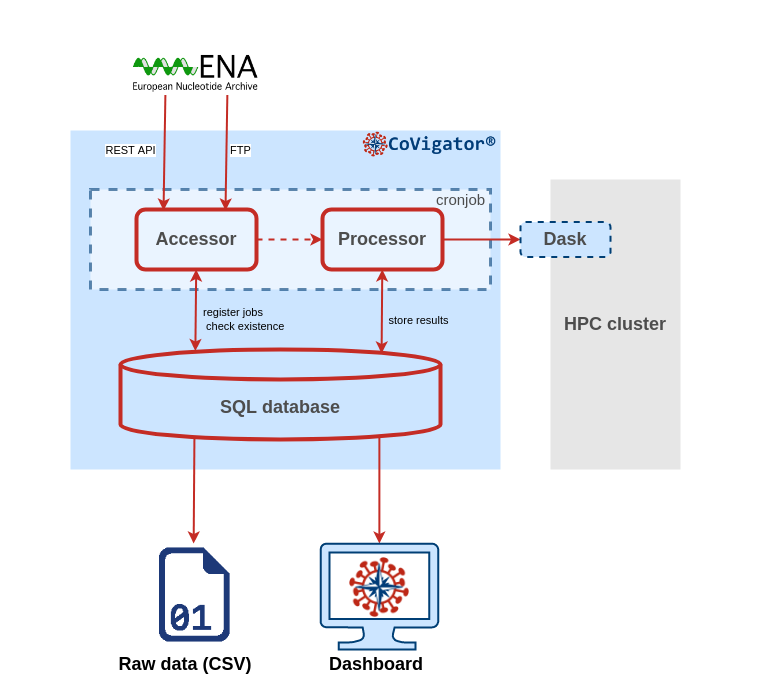 ENA
European Nucleotide Archive
REST API
FTP
CoVigator®
cronjob
Accessor
Processor
Dask
HPC cluster
register jobs
check existence
store results
SQL database
01
Raw data (CSV)
Dashboard